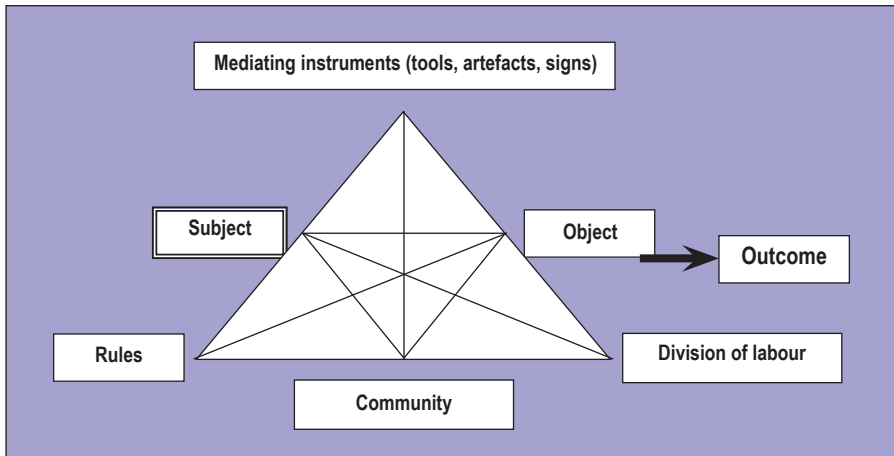 Mediating instruments (tools, artefacts, signs)
Subject
Object
Outcome
Rules
Division of labour
Community